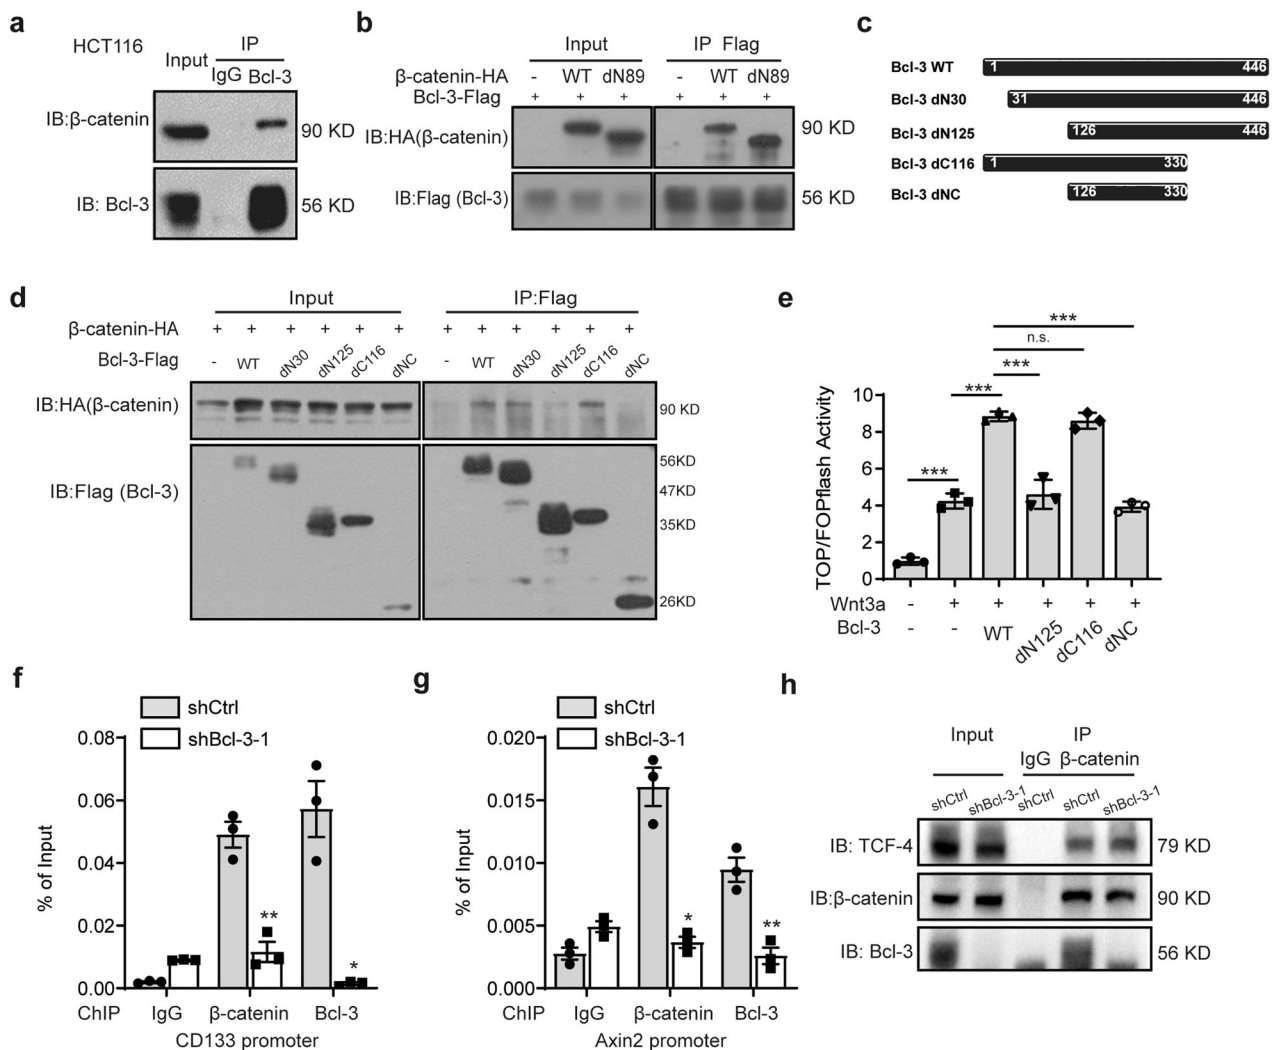 a
HCT116
IP
Input IgG Bcl-3
IB:β-catenin
90 KD
IB: Bcl-3
56 KD
b
Input
IP Flag
β-catenin-HA - WT dN89 - WT dN89
Bcl-3-Flag + + + + + +
IB:HA(β-catenin)
90 KD
IB:Flag (Bcl-3)
56 KD
c
Bcl-3 WT 1 446
Bcl-3 dN30 31 446
Bcl-3 dN125 126 446
Bcl-3 dC116 1 330
Bcl-3 dNC 126 330
d
Input
IP:Flag
β-catenin-HA + + + + + + + + + + + +
Bcl-3-Flag - WT dN30 dN125 dC116 dNC - WT dN30 dN125 dC116 dNC
IB:HA(β-catenin)
90 KD
IB:Flag (Bcl-3)
56KD
47KD
35KD
26KD
e
***
n.s.
***
***
***
TOP/FOPflash Activity
10
8
6
4
2
0
Wnt3a - + + + + +
Bcl-3 - - WT dN125 dC116 dNC
f
shCtrl
shBcl-3-1
% of Input
0.08
0.06
0.04
0.02
0.00
**
*
ChIP IgG β-catenin Bcl-3
CD133 promoter
g
shCtrl
shBcl-3-1
% of Input
0.020
0.015
0.010
0.005
0.000
*
**
ChIP IgG β-catenin Bcl-3
Axin2 promoter
h
Input
IP
IgG β-catenin
shCtrl shBcl-3-1 shCtrl shCtrl shBcl-3-1
IB: TCF-4
79 KD
IB:β-catenin
90 KD
IB: Bcl-3
56 KD